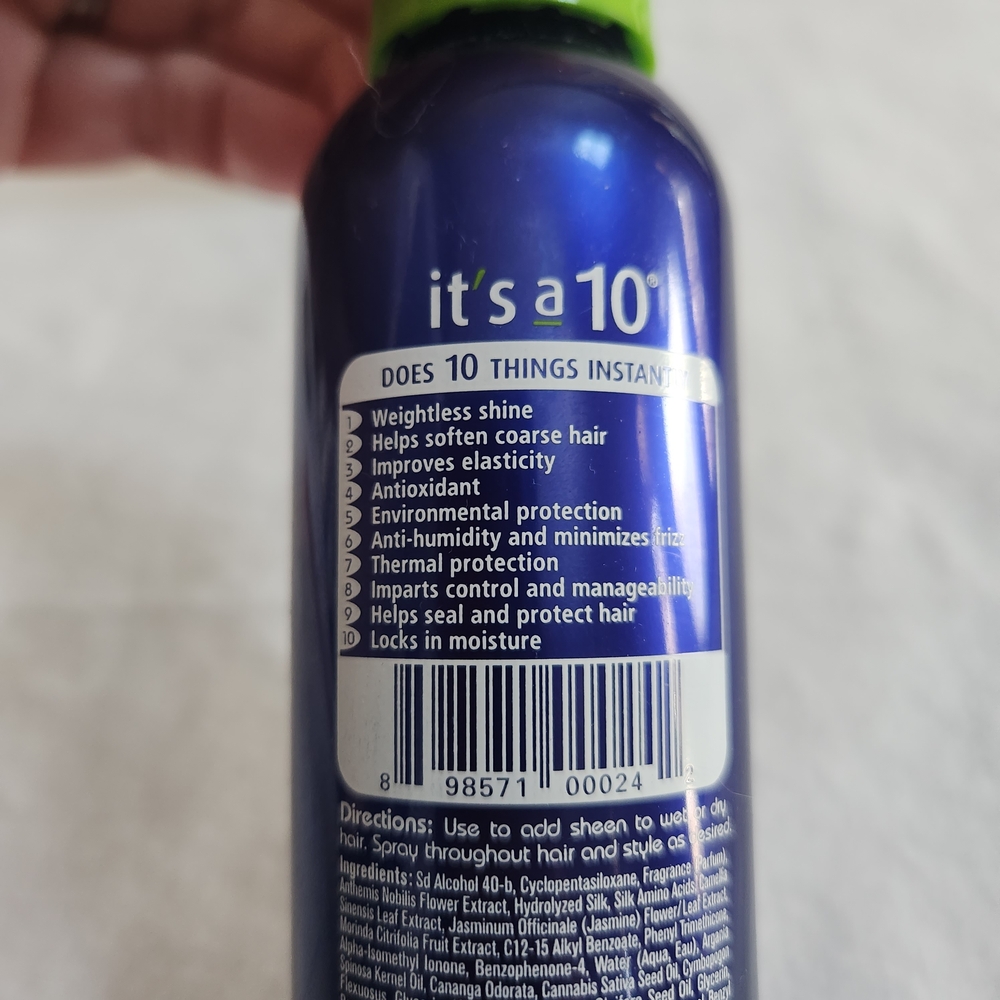 it's a 10®
DOES 10 THINGS INSTANTLY
1 Weightless shine
2 Helps soften coarse hair
3 Improves elasticity
4 Antioxidant
5 Environmental protection
6 Anti-humidity and minimizes frizz
7 Thermal protection
8 Imparts control and manageability
9 Helps seal and protect hair
10 Locks in moisture
8 98571 00024 2
Directions: Use to add sheen to wet or dry
hair. Spray throughout hair and style as desired.
Ingredients: Sd Alcohol 40-b, Cyclopentasiloxane, Fragrance (Parfum),
Anthemis Nobilis Flower Extract, Hydrolyzed Silk, Silk Amino Acids, Camelia
Sinensis Leaf Extract, Jasminum Officinale (Jasmine) Flower/Leaf Extract,
Morinda Citrifolia Fruit Extract, C12-15 Alkyl Benzoate, Phenyl Trimethicone,
Alpha-Isomethyl Ionone, Benzophenone-4, Water (Aqua, Eau), Argania
Spinosa Kernel Oil, Cananga Odorata, Cannabis Sativa Seed Oil, Cymbopogon
Flexuosus, Seed Oil, Glycerin,
Benzyl